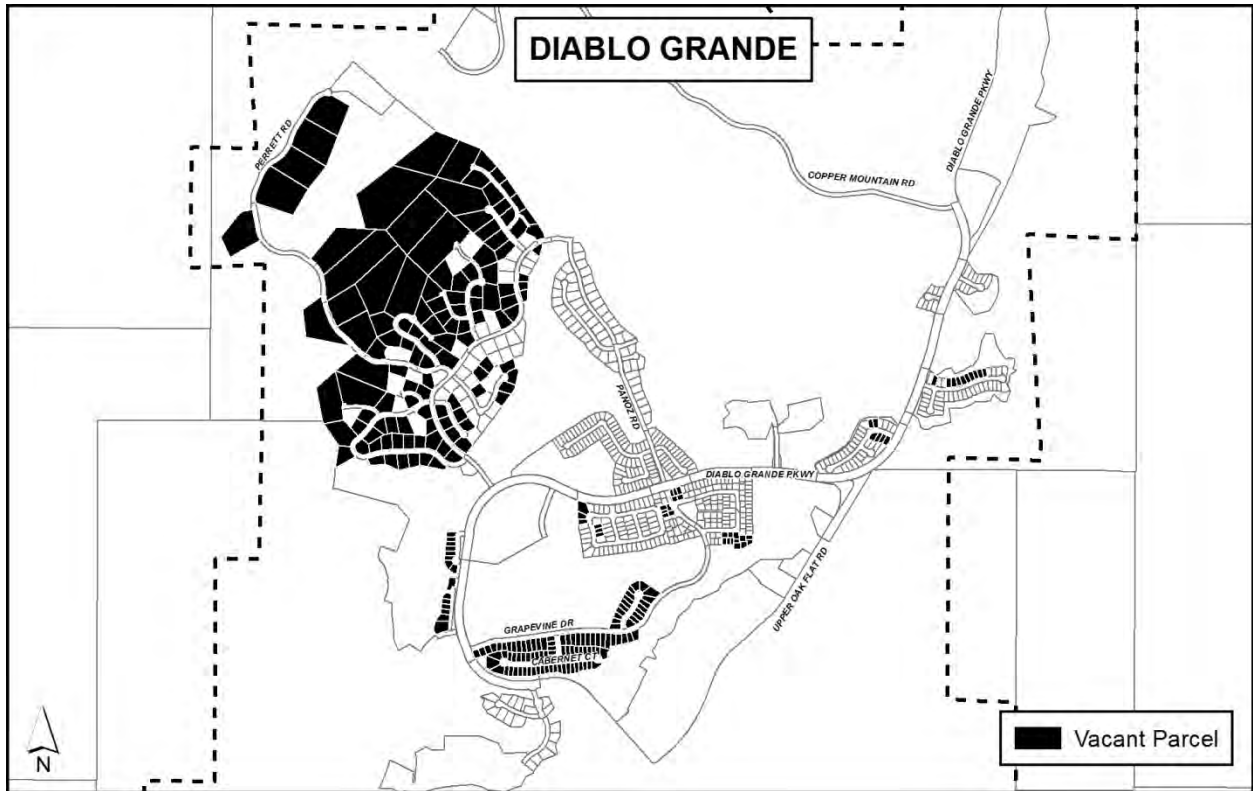 DIABLO GRANDE
PERRETT RD
DIABLO GRANDE PKWY
COPPER MOUNTAIN RD
PANOZ RD
DIABLO GRANDE PKWY
UPPER OAK FLAT RD
GRAPEVINE DR
CABERNET CT
N
Vacant Parcel